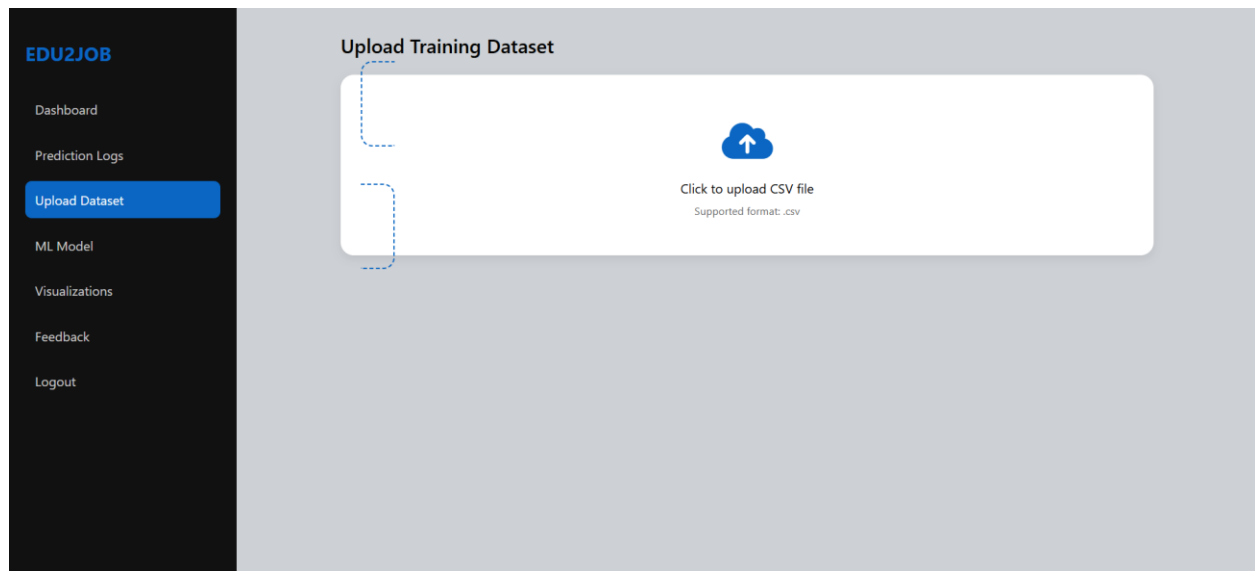 EDU2JOB
Dashboard
Prediction Logs
Upload Dataset
ML Model
Visualizations
Feedback
Logout
Upload Training Dataset
Click to upload CSV file
Supported format: .csv